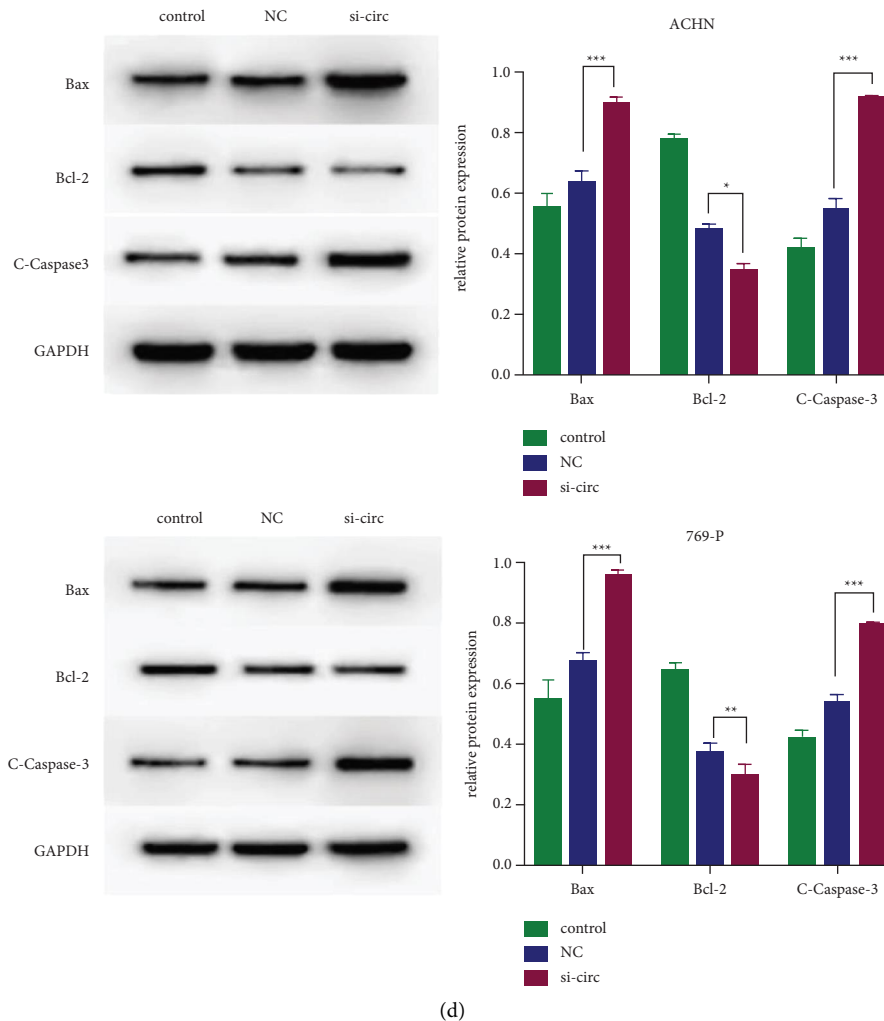 control NC si-circ
Bax
Bcl-2
C-Caspase3
GAPDH
ACHN
relative protein expression
1.0
0.8
0.6
0.4
0.2
0.0
***
*
***
Bax Bcl-2 C-Caspase-3
control
NC
si-circ
control NC si-circ
Bax
Bcl-2
C-Caspase-3
GAPDH
769-P
relative protein expression
1.0
0.8
0.6
0.4
0.2
0.0
***
**
***
Bax Bcl-2 C-Caspase-3
control
NC
si-circ
(d)